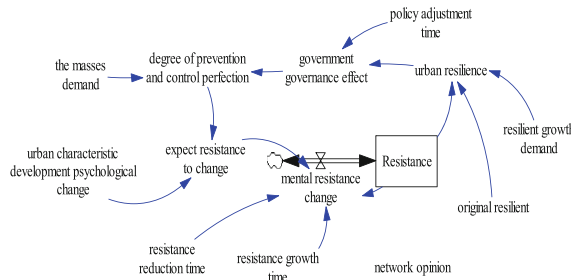 policy adjustment
time
the masses
demand
degree of prevention
and control perfection
government
governance effect
urban resilience
resilient growth
demand
urban characteristic
development psychological
change
expect resistance
to change
mental resistance
change
Resistance
original resilient
resistance
reduction time
resistance growth
time
network opinion